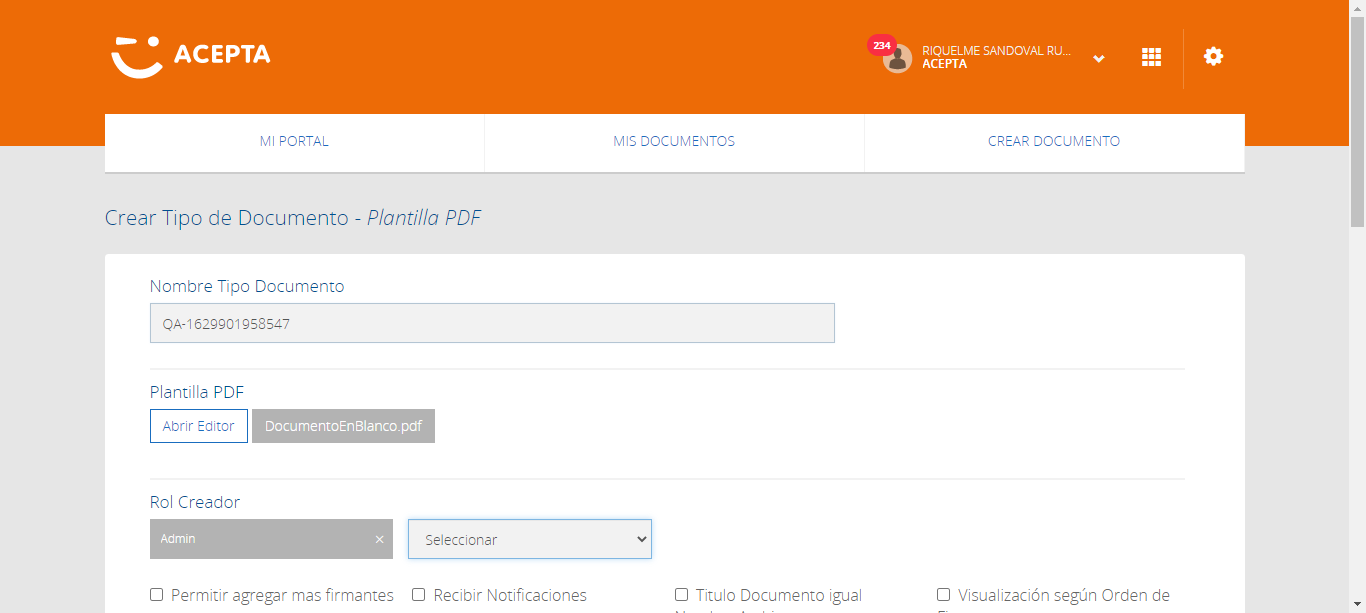 ACEPTA
234
RIQUELME SANDOVAL RU...
ACEPTA
MI PORTAL
MIS DOCUMENTOS
CREAR DOCUMENTO
Crear Tipo de Documento - Plantilla PDF
Nombre Tipo Documento
QA-1629901958547
Plantilla PDF
Abrir Editor
DocumentoEnBlanco.pdf
Rol Creador
Admin ×
Seleccionar
Permitir agregar mas firmantes
Recibir Notificaciones
Titulo Documento igual
Visualización según Orden de